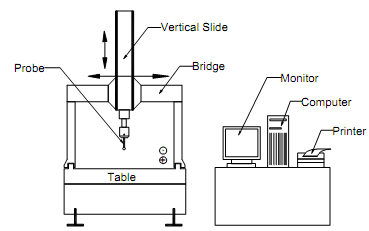 Vertical Slide
Probe
Bridge
Monitor
Computer
Printer
Table